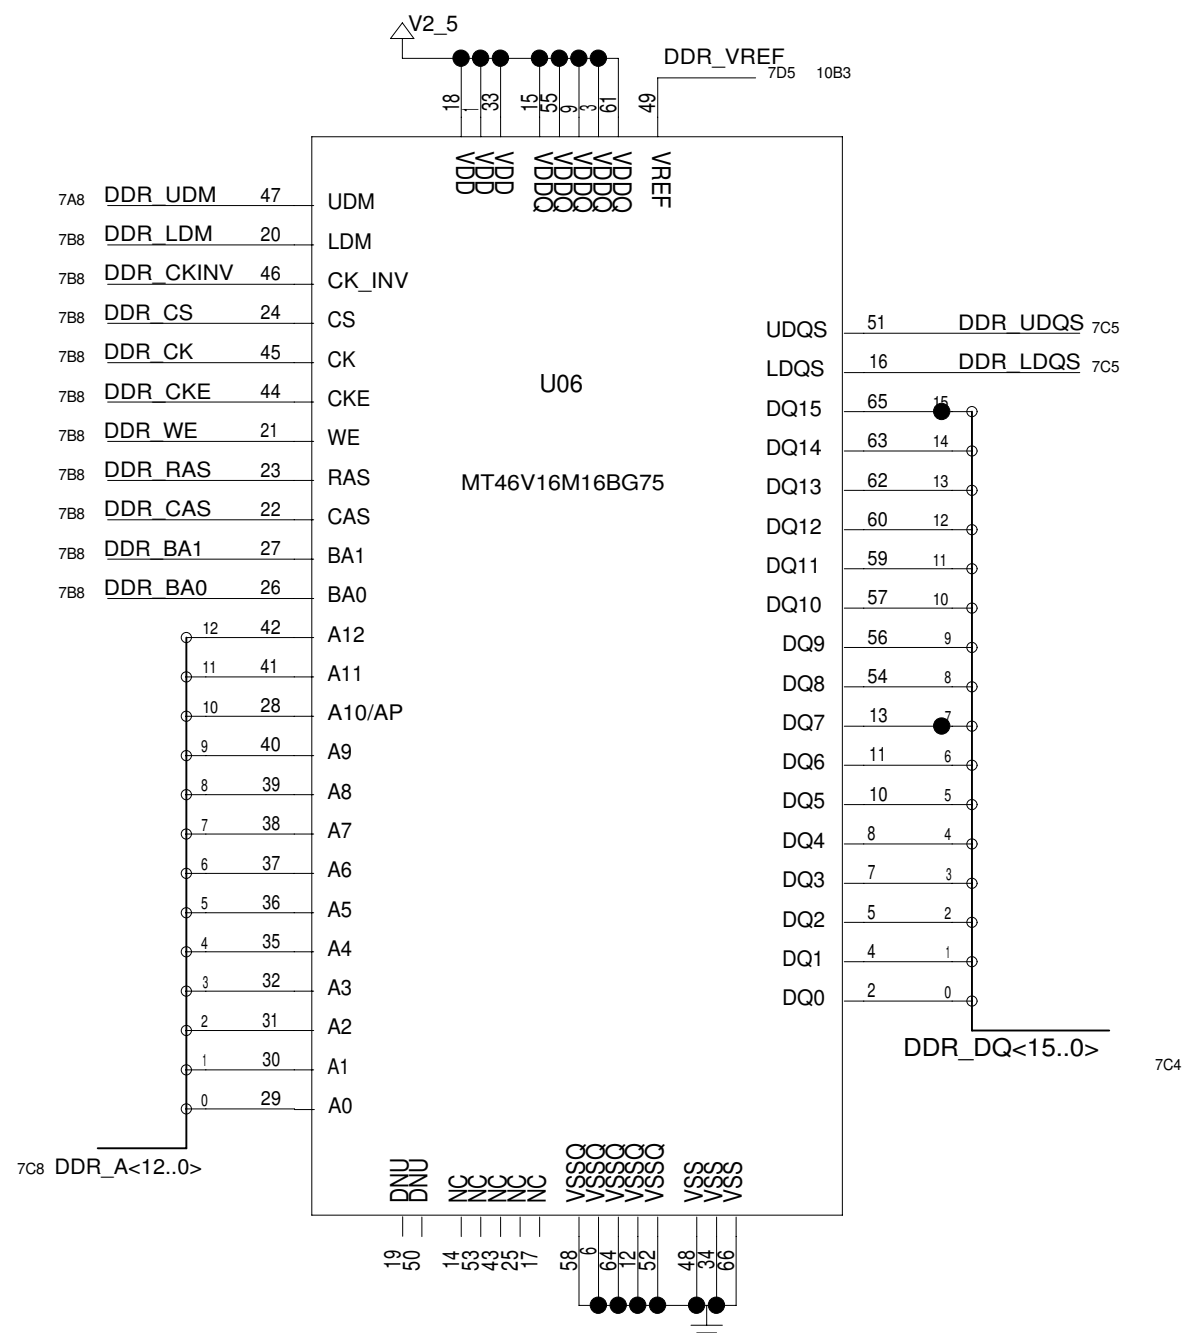 V2_5
DDR_VREF 7D5 10B3
18 1 33 15 55 9 3 61 49
VDD VDD VDD VDDQ VDDQ VDDQ VDDQ VDDQ VREF
7A8 DDR_UDM 47 UDM
7B8 DDR_LDM 20 LDM
7B8 DDR_CKINV 46 CK_INV
7B8 DDR_CS 24 CS
7B8 DDR_CK 45 CK
7B8 DDR_CKE 44 CKE
7B8 DDR_WE 21 WE
7B8 DDR_RAS 23 RAS
7B8 DDR_CAS 22 CAS
7B8 DDR_BA1 27 BA1
7B8 DDR_BA0 26 BA0
12 42 A12
11 41 A11
10 28 A10/AP
9 40 A9
8 39 A8
7 38 A7
6 37 A6
5 36 A5
4 35 A4
3 32 A3
2 31 A2
1 30 A1
0 29 A0
7C8 DDR_A<12..0>
U06
MT46V16M16BG75
UDQS 51 DDR_UDQS 7C5
LDQS 16 DDR_LDQS 7C5
DQ15 65 15
DQ14 63 14
DQ13 62 13
DQ12 60 12
DQ11 59 11
DQ10 57 10
DQ9 56 9
DQ8 54 8
DQ7 13 7
DQ6 11 6
DQ5 10 5
DQ4 8 4
DQ3 7 3
DQ2 5 2
DQ1 4 1
DQ0 2 0
DDR_DQ<15..0> 7C4
DNU DNU NC NC NC NC NC VSSQ VSSQ VSSQ VSSQ VSSQ VSS VSS VSS
19 50 14 53 43 25 17 58 6 64 12 52 48 34 66